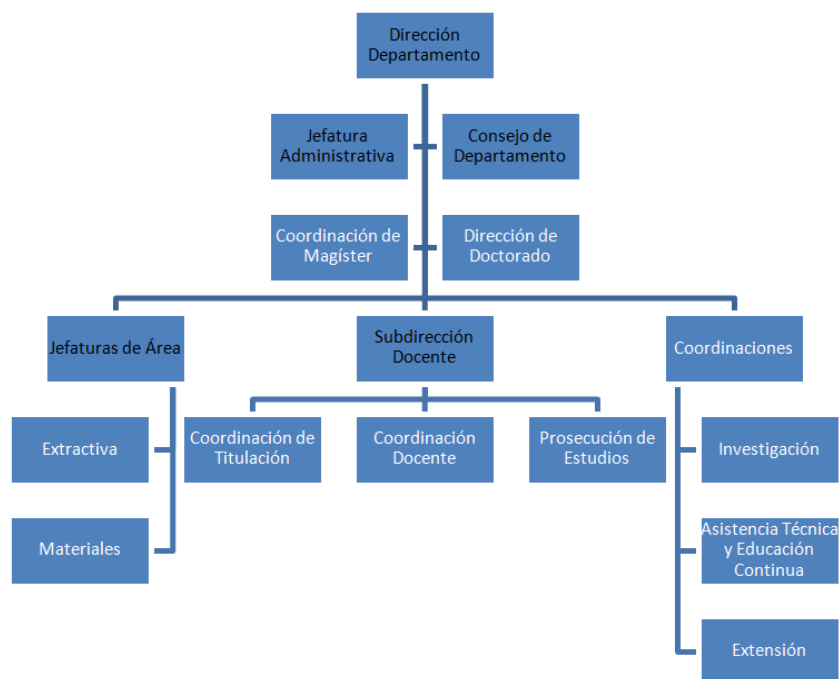 Dirección
Departamento
Jefatura
Administrativa
Consejo de
Departamento
Coordinación de
Magíster
Dirección de
Doctorado
Jefaturas de Área
Subdirección
Docente
Coordinaciones
Extractiva
Coordinación de
Titulación
Coordinación
Docente
Prosecución de
Estudios
Investigación
Materiales
Asistencia Técnica
y Educación
Continua
Extensión